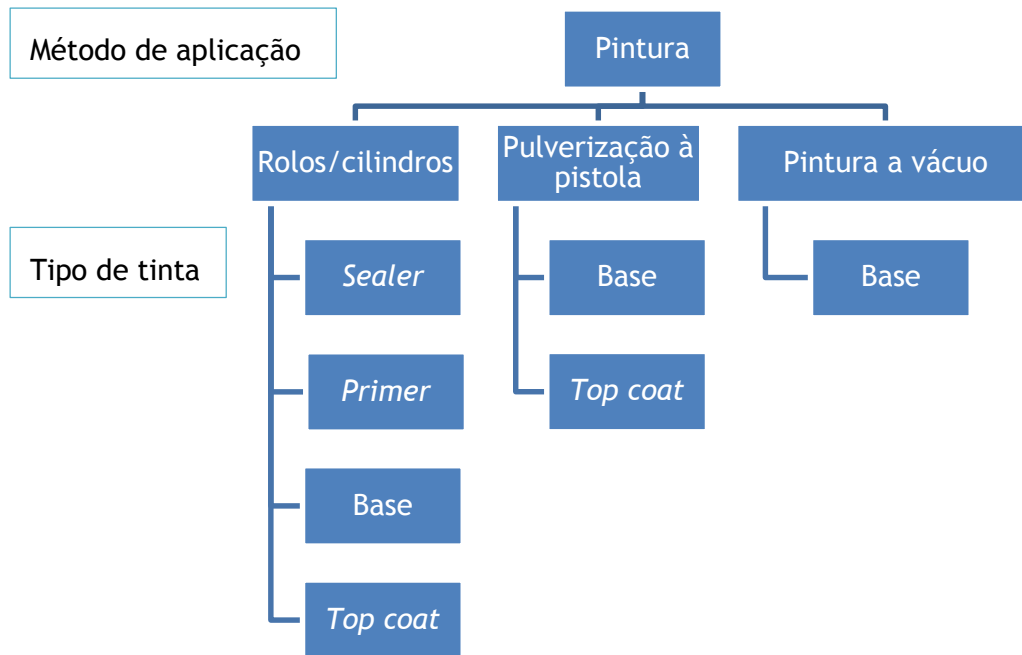 Método de aplicação
Pintura
Rolos/cilindros
Pulverização à
pistola
Pintura a vácuo
Tipo de tinta
Sealer
Base
Base
Primer
Top coat
Base
Top coat